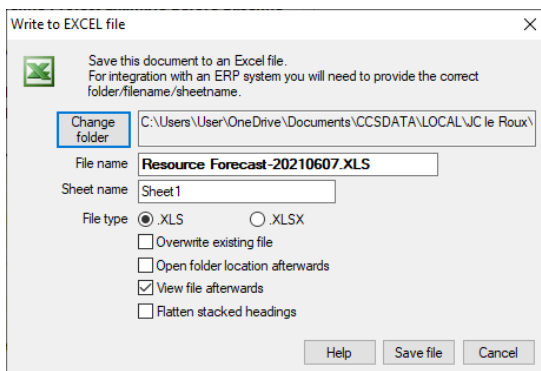 Write to EXCEL file
Save this document to an Excel file.
For integration with an ERP system you will need to provide the correct
folder/filename/sheetname.
Change
folder
C:\Users\User\OneDrive\Documents\CCSDATA\LOCAL\JC le Roux\
File name
Resource Forecast-20210607.XLS
Sheet name
Sheet1
File type
.XLS
.XLSX
Overwrite existing file
Open folder location afterwards
View file afterwards
Flatten stacked headings
Help
Save file
Cancel